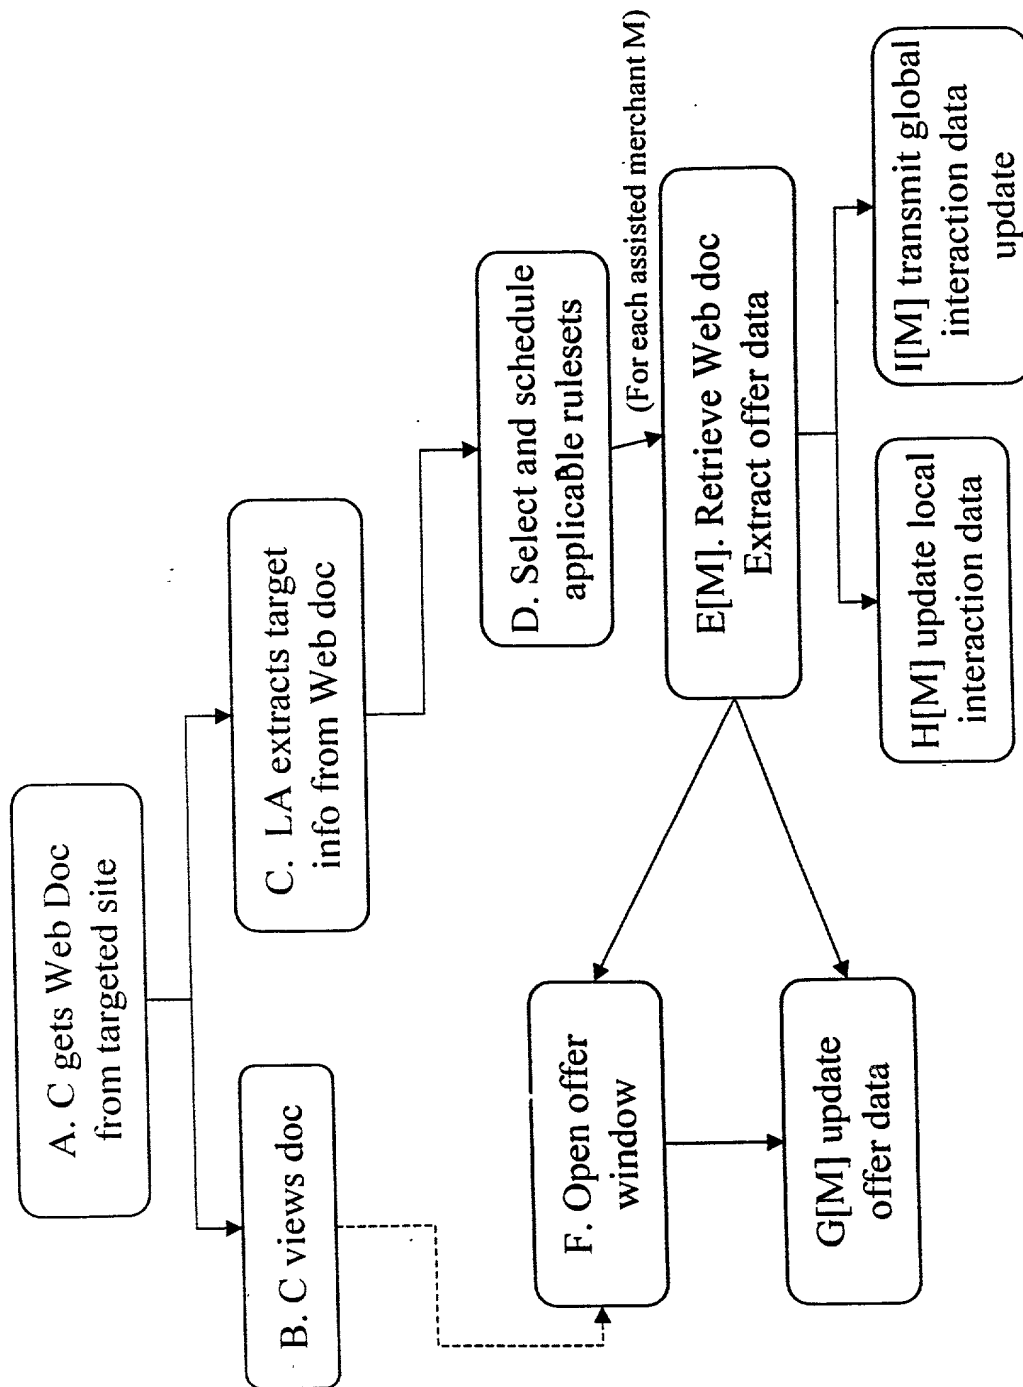 A. C gets Web Doc
from targeted site
B. C views doc
C. LA extracts target
info from Web doc
D. Select and schedule
applicable rulesets
(For each assisted merchant M)
E[M]. Retrieve Web doc
Extract offer data
F. Open offer
window
G[M] update
offer data
H[M] update local
interaction data
I[M] transmit global
interaction data
update